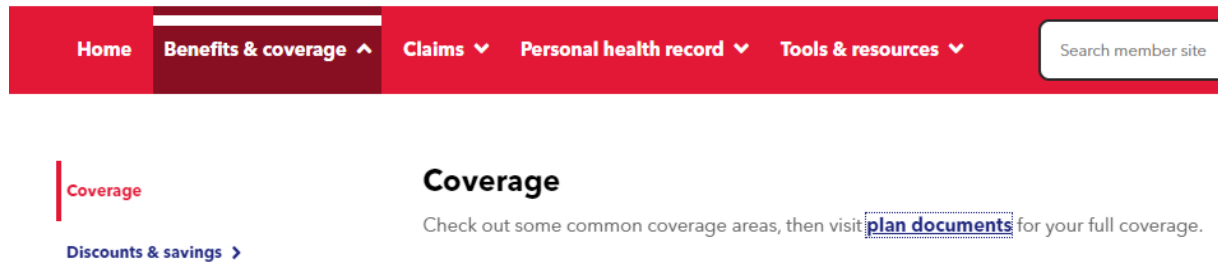 Home Benefits & coverage Claims Personal health record Tools & resources Search member site
Coverage
Coverage
Check out some common coverage areas, then visit plan documents for your full coverage.
Discounts & savings